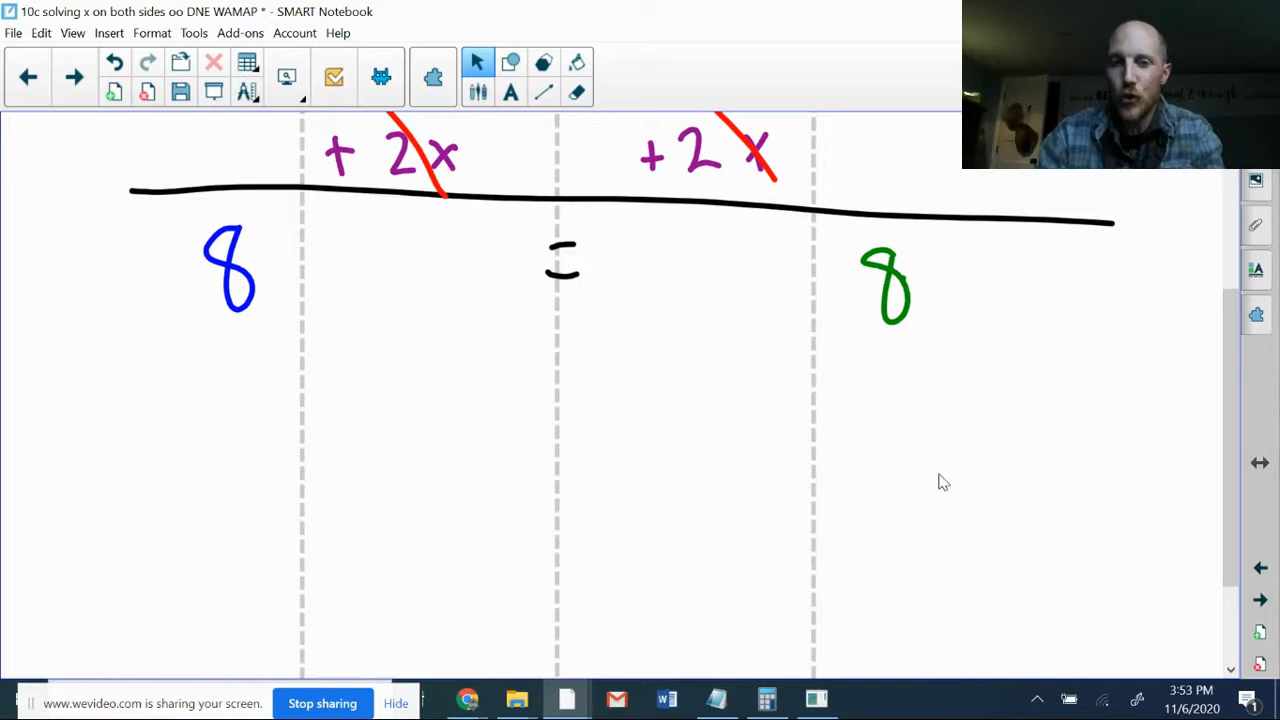 10c solving x on both sides oo DNE WAMAP * - SMART Notebook
File Edit View Insert Format Tools Add-ons Account Help
+ 2x + 2x
8 = 8
www.wevideo.com is sharing your screen. Stop sharing Hide
3:53 PM
11/6/2020